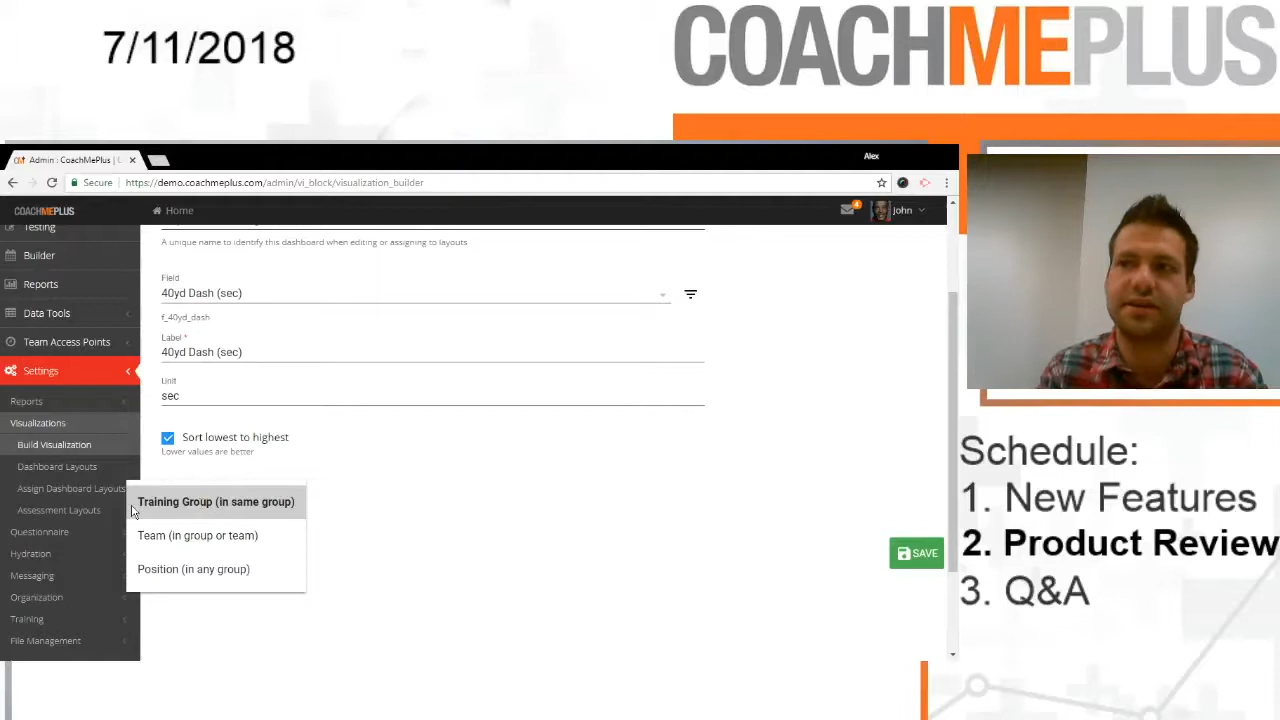 7/11/2018
COACHMEPLUS
Admin : CoachMePlus | C
Alex
Secure https://demo.coachmeplus.com/admin/vi_block/visualization_builder
COACHMEPLUS
Home
4
John
Testing
Builder
Reports
Data Tools
Team Access Points
Settings
Reports
Visualizations
Build Visualization
Dashboard Layouts
Assign Dashboard Layouts
Assessment Layouts
Questionnaire
Hydration
Messaging
Organization
Training
File Management
A unique name to identify this dashboard when editing or assigning to layouts
Field
40yd Dash (sec)
f_40yd_dash
Label *
40yd Dash (sec)
Unit
sec
Sort lowest to highest
Lower values are better
Training Group (in same group)
Team (in group or team)
Position (in any group)
SAVE
Schedule:
1. New Features
2. Product Review
3. Q&A